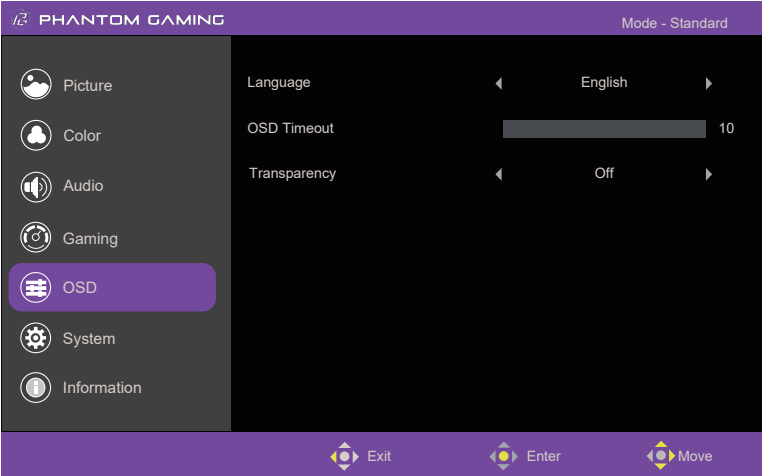 PHANTOM GAMING
Mode - Standard
Picture
Color
Audio
Gaming
OSD
System
Information
Language English
OSD Timeout 10
Transparency Off
Exit Enter Move